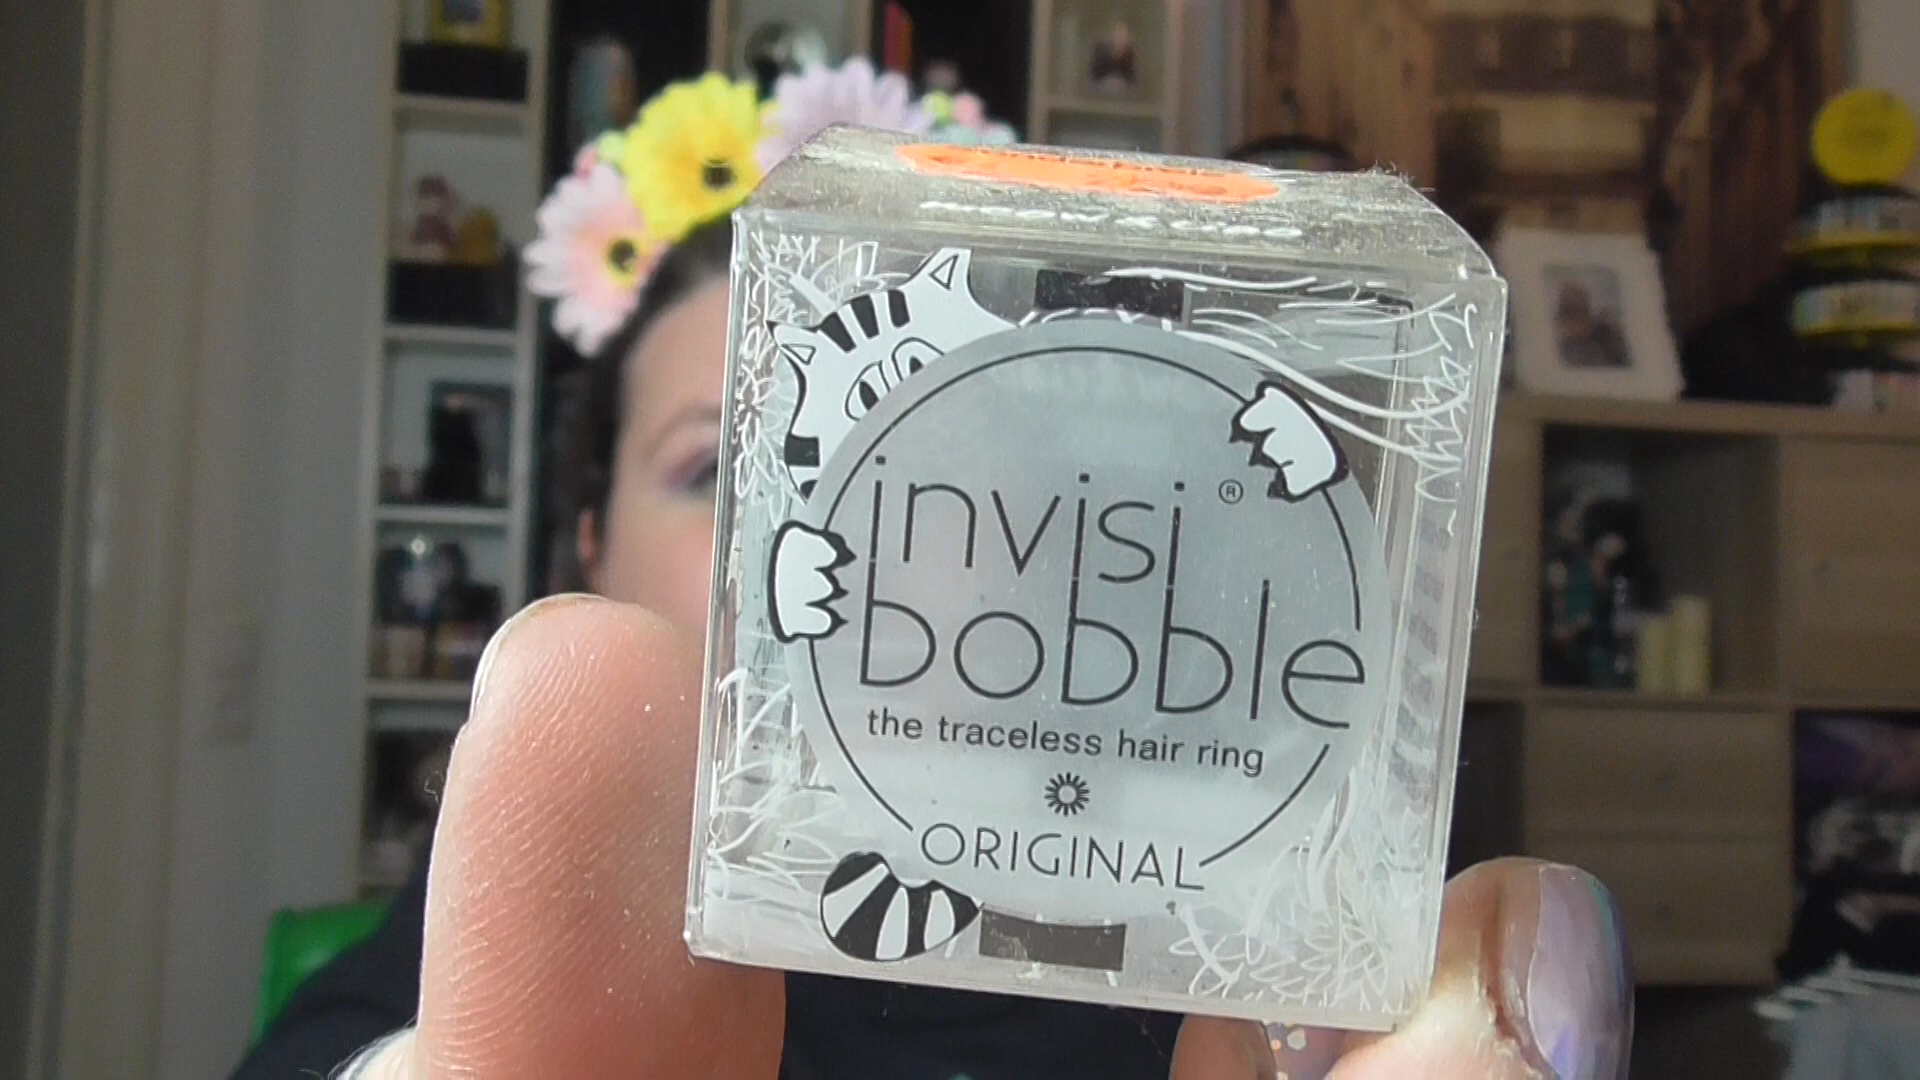 invisi®
bobble
the traceless hair ring
ORIGINAL